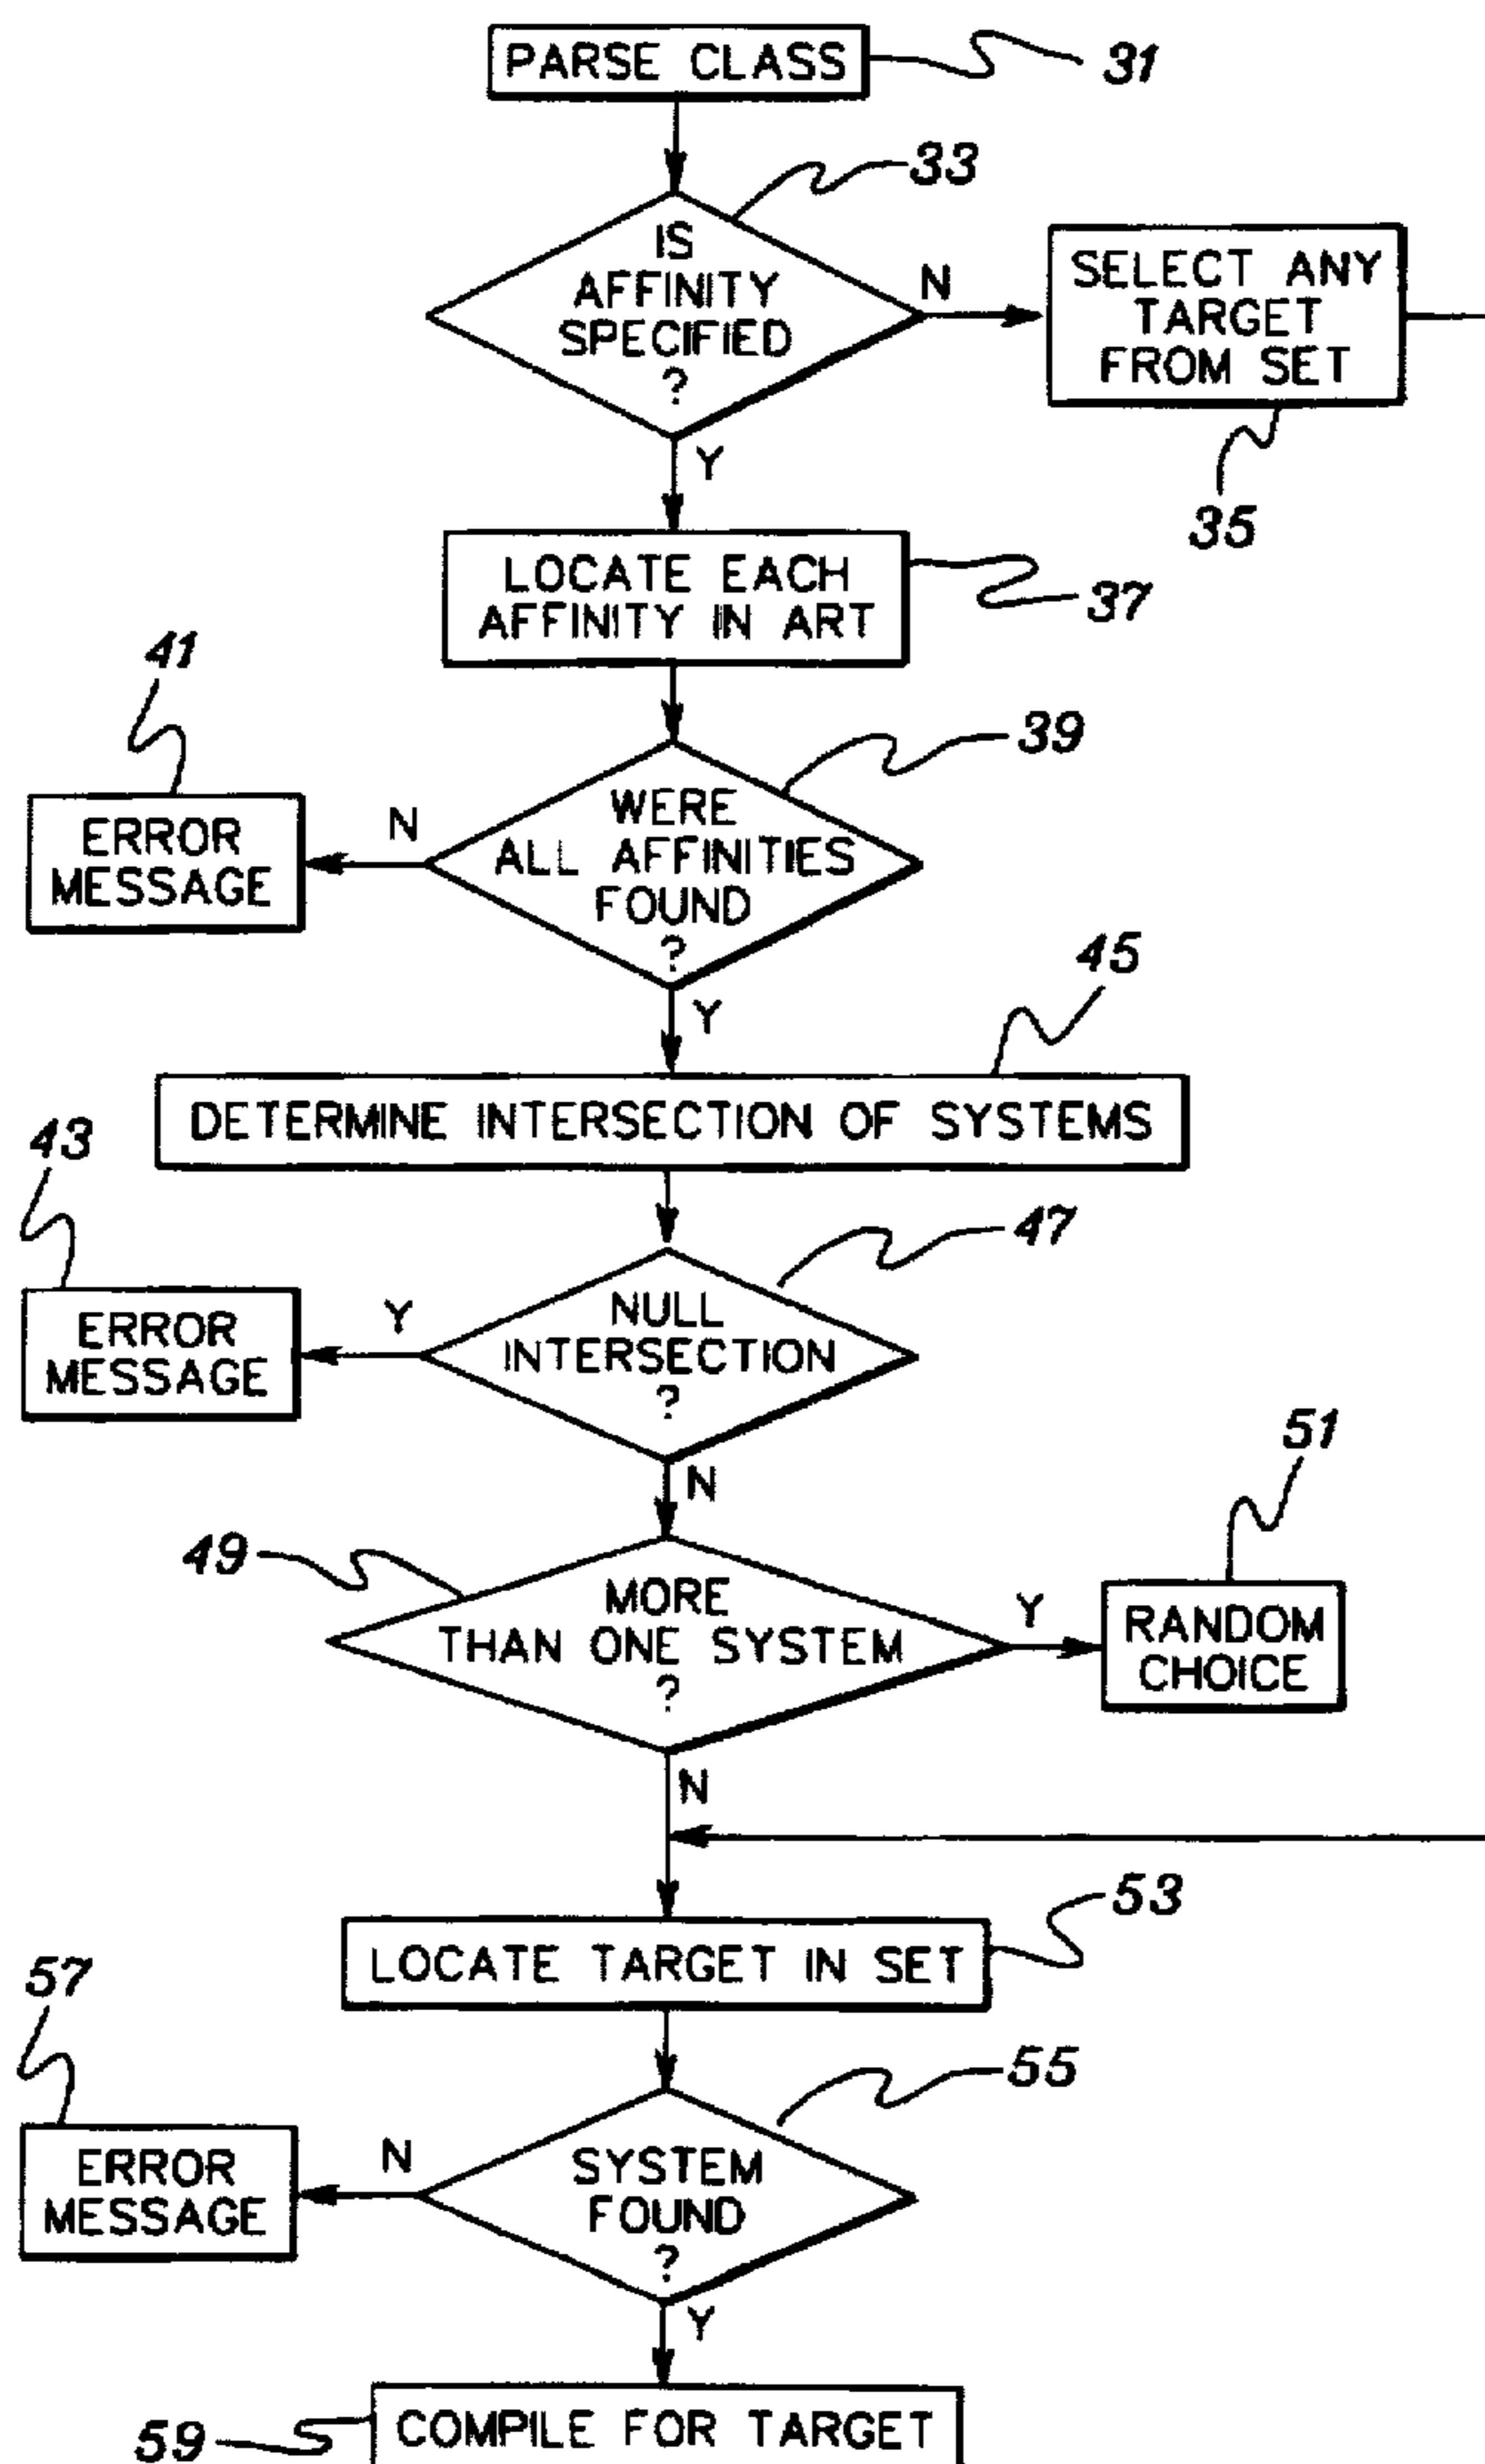 PARSE CLASS
31
33
IS
AFFINITY
SPECIFIED
?
N
SELECT ANY
TARGET
FROM SET
35
Y
LOCATE EACH
AFFINITY IN ART
37
41
39
ERROR
MESSAGE
N
WERE
ALL AFFINITIES
FOUND
?
Y
45
DETERMINE INTERSECTION OF SYSTEMS
43
47
ERROR
MESSAGE
Y
NULL
INTERSECTION
?
N
51
49
MORE
THAN ONE SYSTEM
?
Y
RANDOM
CHOICE
N
53
LOCATE TARGET IN SET
57
55
ERROR
MESSAGE
N
SYSTEM
FOUND
?
Y
59
COMPILE FOR TARGET